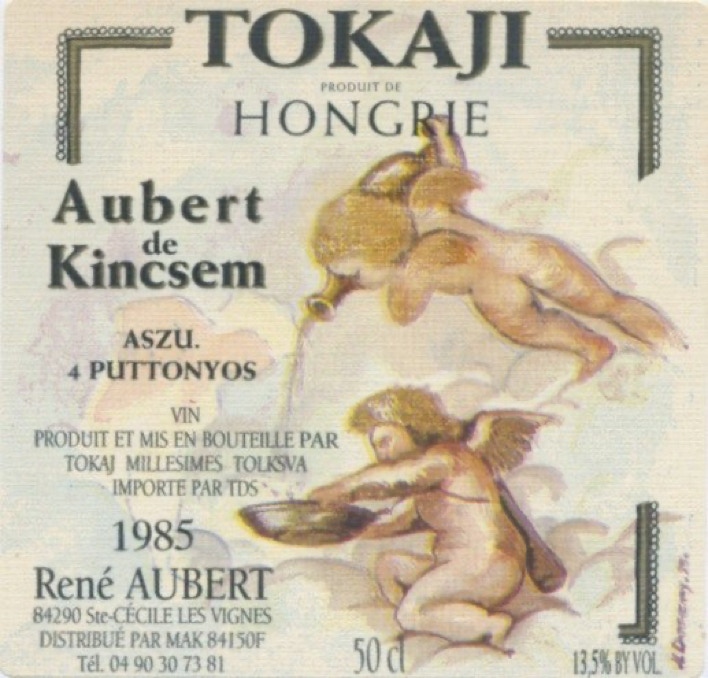 TOKAJI
PRODUIT DE
HONGRIE
Aubert
de
Kincsem
ASZU.
4 PUTTONYOS
VIN
PRODUIT ET MIS EN BOUTEILLE PAR
TOKAJ MILLESIMES TOLKSVA
IMPORTE PAR TDS
1985
René AUBERT
84290 Ste-CÉCILE LES VIGNES
DISTRIBUÉ PAR MAK 84150F
Tél. 04 90 30 73 81
50 cl
13,5% BY VOL.